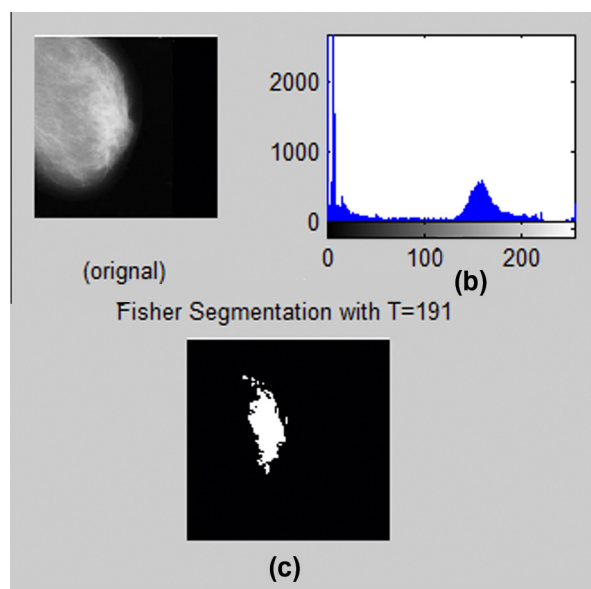 2000
1000
0
0 100 200
(orignal)
(b)
Fisher Segmentation with T=191
(c)